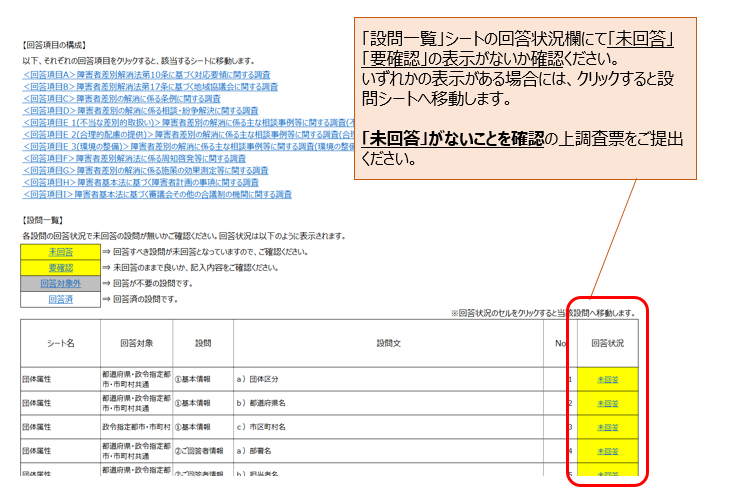 「設問一覧」シートの回答状況欄にて「未回答」
「要確認」の表示がないか確認ください。
いずれかの表示がある場合には、クリックすると設
問シートへ移動します。
「未回答」がないことを確認の上調査票をご提出
ください。
【回答項目の構成】
以下、それぞれの回答項目をクリックすると、該当するシートに移動します。
＜回答項目A＞障害者差別解消法第10条に基づく対応要領に関する調査
＜回答項目B＞障害者差別解消法第17条に基づく地域協議会に関する調査
＜回答項目C＞障害者差別の解消に係る条例に関する調査
＜回答項目D＞障害者差別の解消に係る相談・紛争解決に関する調査
＜回答項目E 1(不当な差別的取扱い)＞障害者差別の解消に係る主な相談事例等に関する調査(不
＜回答項目E 2(合理的配慮の提供)＞障害者差別の解消に係る主な相談事例等に関する調査(合理
＜回答項目E 3(環境の整備)＞障害者差別の解消に係る主な相談事例等に関する調査(環境の整備
＜回答項目F＞障害者差別解消法に係る周知啓発等に関する調査
＜回答項目G＞障害者差別の解消に係る施策の効果測定等に関する調査
＜回答項目H＞障害者基本法に基づく障害者計画の事項に関する調査
＜回答項目I＞障害者基本法に基づく審議会その他の合議制の機関に関する調査
【設問一覧】
各設問の回答状況で未回答の設問が無いかご確認ください。回答状況は以下のように表示されます。
未回答 ⇒ 回答すべき設問が未回答となっていますので、ご確認ください。
要確認 ⇒ 未回答のままで良いか、記入内容をご確認ください。
回答対象外 ⇒ 回答が不要の設問です。
回答済 ⇒ 回答済の設問です。
※回答状況のセルをクリックすると当該設問へ移動します。
シート名 回答対象 設問 設問文 No 回答状況
団体属性 都道府県・政令指定都市・市町村共通 ①基本情報 a）団体区分 1 未回答
団体属性 都道府県・政令指定都市・市町村共通 ①基本情報 b）都道府県名 2 未回答
団体属性 政令指定都市・市町村 ①基本情報 c）市区町村名 3 未回答
団体属性 都道府県・政令指定都市・市町村共通 ②ご回答者情報 a）部署名 4 未回答
団体属性 都道府県・政令指定都 ②ご回答者情報 b）担当者名 5 未回答